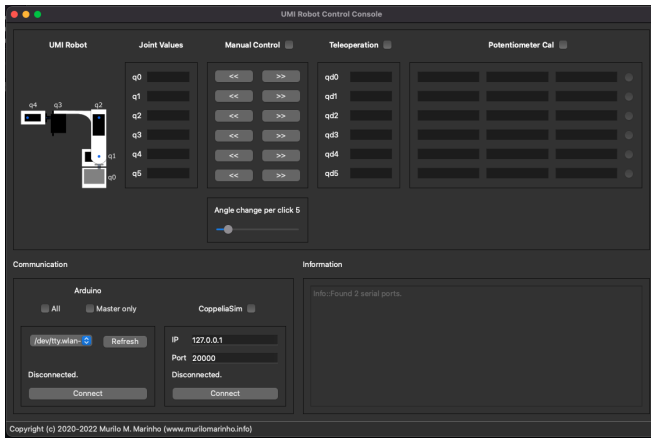 UMI Robot Control Console
UMI Robot
Joint Values
Manual Control
Teleoperation
Potentiometer Cal
q4 q3 q2
q1
q0
q0 << >> qd0
q1 << >> qd1
q2 << >> qd2
q3 << >> qd3
q4 << >> qd4
q5 << >> qd5
Angle change per click 5
Communication
Information
Arduino
All
Master only
CoppeliaSim
/dev/tty.wlan-
Refresh
Disconnected.
Connect
IP 127.0.0.1
Port 20000
Disconnected.
Connect
Info::Found 2 serial ports.
Copyright (c) 2020-2022 Murilo M. Marinho (www.murilomarinho.info)